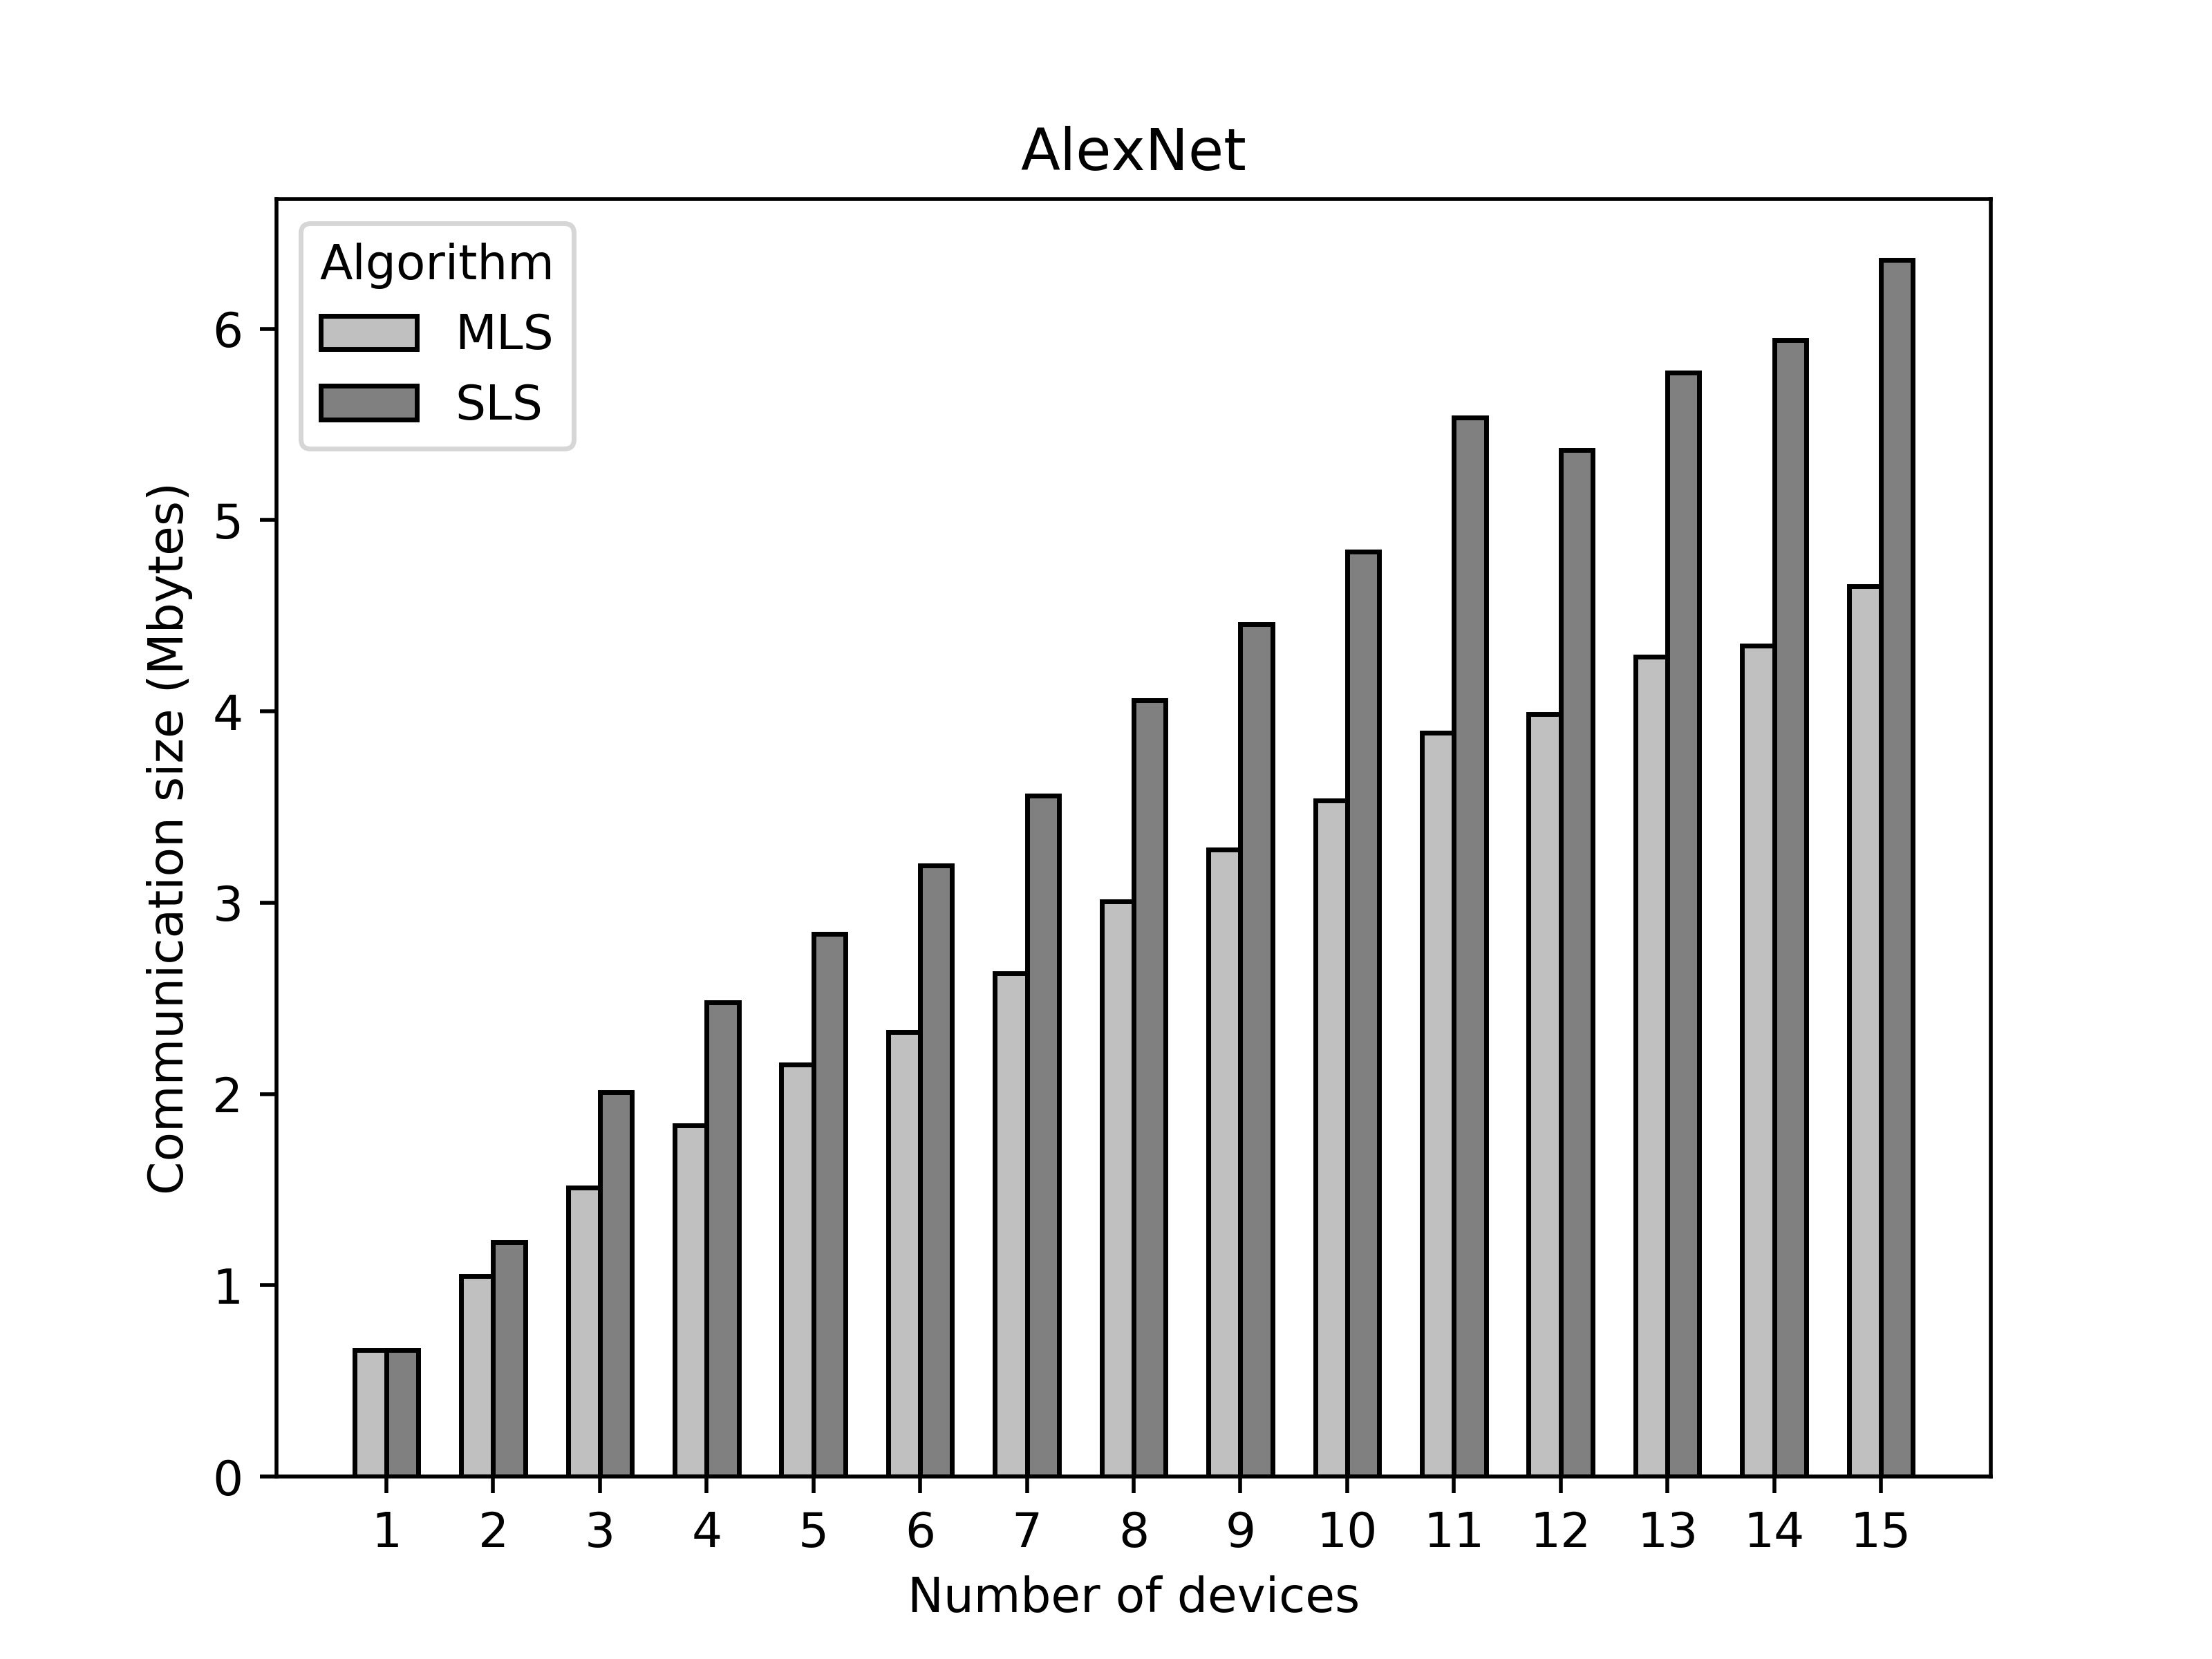 AlexNet
Algorithm
MLS
SLS
Communication size (Mbytes)
6
5
4
3
2
1
0
1 2 3 4 5 6 7 8 9 10 11 12 13 14 15
Number of devices